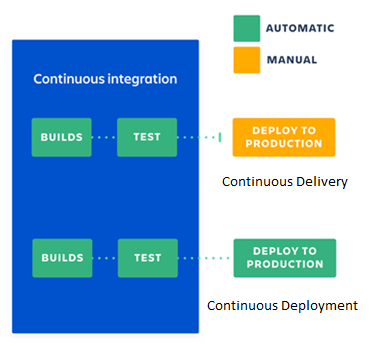 AUTOMATIC
MANUAL
Continuous integration
BUILDS
TEST
DEPLOY TO
PRODUCTION
Continuous Delivery
BUILDS
TEST
DEPLOY TO
PRODUCTION
Continuous Deployment